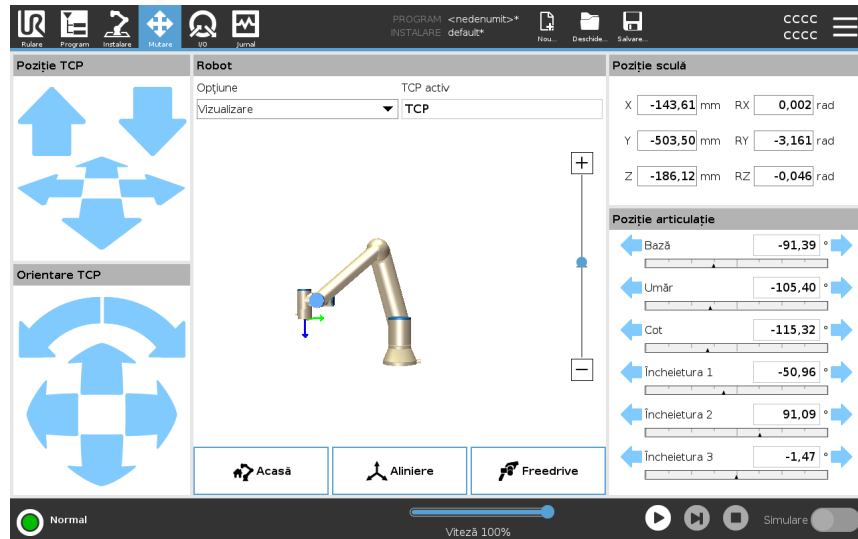 UR
Rulare
Program
Instalare
Mutare
I/O
Jurnal
PROGRAM <nedenumit>*
INSTALARE default*
Nou...
Deschide...
Salvare...
CCCC
CCCC
Poziție TCP
Orientare TCP
Robot
Opțiune
TCP activ
Vizualizare
TCP
Acasă
Aliniere
Freedrive
Poziție sculă
X -143,61 mm RX 0,002 rad
Y -503,50 mm RY -3,161 rad
Z -186,12 mm RZ -0,046 rad
Poziție articulație
Bază -91,39 °
Umăr -105,40 °
Cot -115,32 °
Încheietura 1 -50,96 °
Încheietura 2 91,09 °
Încheietura 3 -1,47 °
Normal
Viteză 100%
Simulare